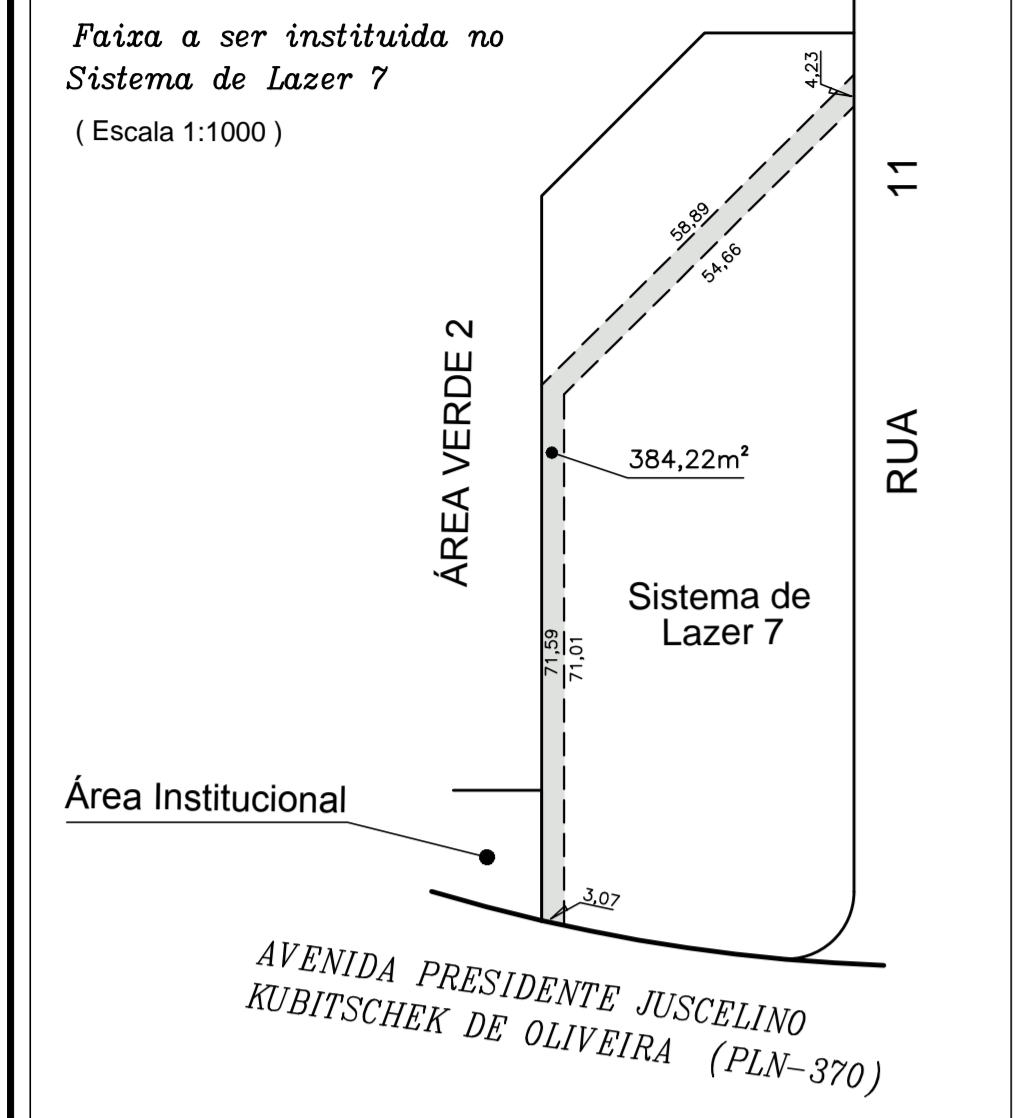 Faixa a ser instituida no
Sistema de Lazer 7
( Escala 1:1000 )
4,23
11
58,89
54,66
ÁREA VERDE 2
RUA
384,22m²
Sistema de
Lazer 7
71,59
71,01
Área Institucional
3,07
AVENIDA PRESIDENTE JUSCELINO
KUBITSCHEK DE OLIVEIRA (PLN-370)